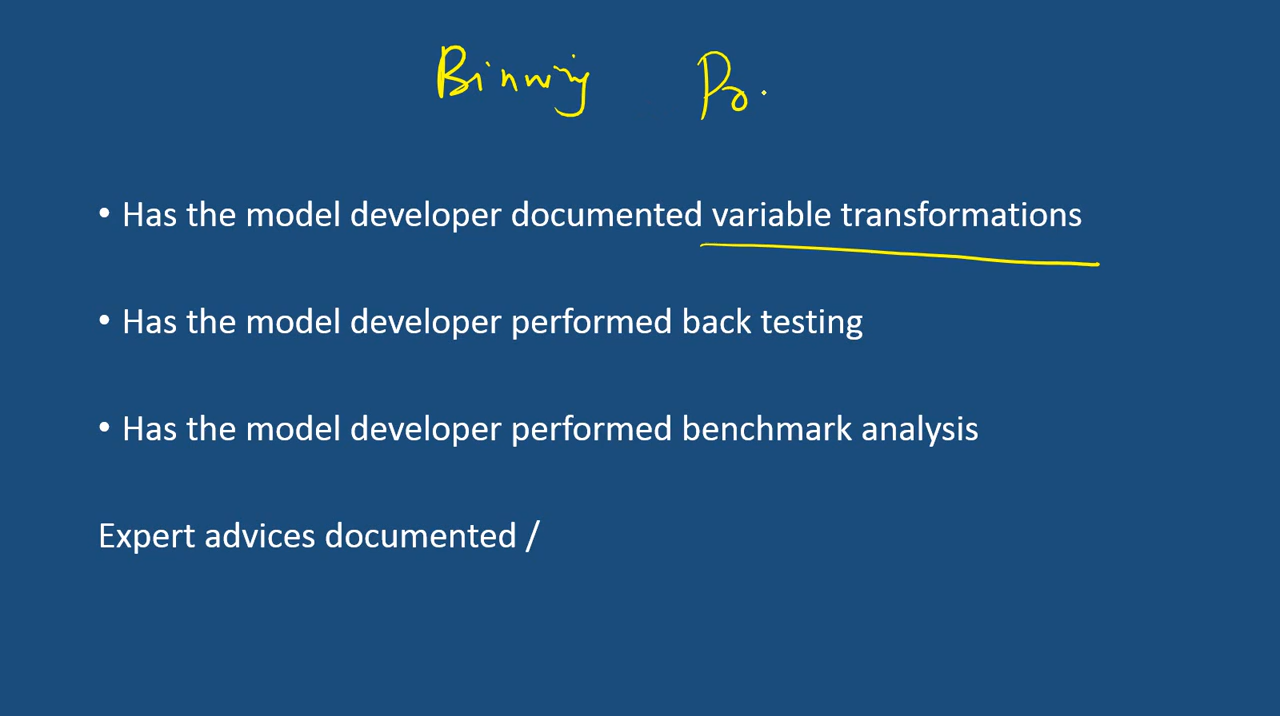 Binning
• Has the model developer documented variable transformations
• Has the model developer performed back testing
• Has the model developer performed benchmark analysis
Expert advices documented /